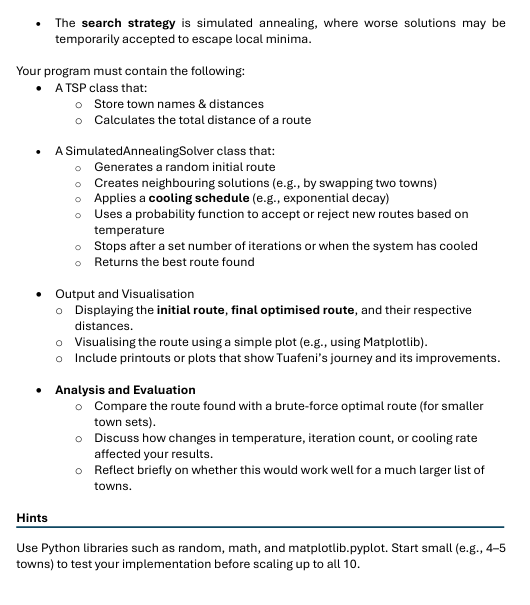 • The search strategy is simulated annealing, where worse solutions may be
temporarily accepted to escape local minima.
Your program must contain the following:
• A TSP class that:
o Store town names & distances
o Calculates the total distance of a route
• A SimulatedAnnealingSolver class that:
o Generates a random initial route
o Creates neighbouring solutions (e.g., by swapping two towns)
o Applies a cooling schedule (e.g., exponential decay)
o Uses a probability function to accept or reject new routes based on
temperature
o Stops after a set number of iterations or when the system has cooled
o Returns the best route found
• Output and Visualisation
o Displaying the initial route, final optimised route, and their respective
distances.
o Visualising the route using a simple plot (e.g., using Matplotlib).
o Include printouts or plots that show Tuafeni's journey and its improvements.
• Analysis and Evaluation
o Compare the route found with a brute-force optimal route (for smaller
town sets).
o Discuss how changes in temperature, iteration count, or cooling rate
affected your results.
o Reflect briefly on whether this would work well for a much larger list of
towns.
Hints
Use Python libraries such as random, math, and matplotlib.pyplot. Start small (e.g., 4–5
towns) to test your implementation before scaling up to all 10.